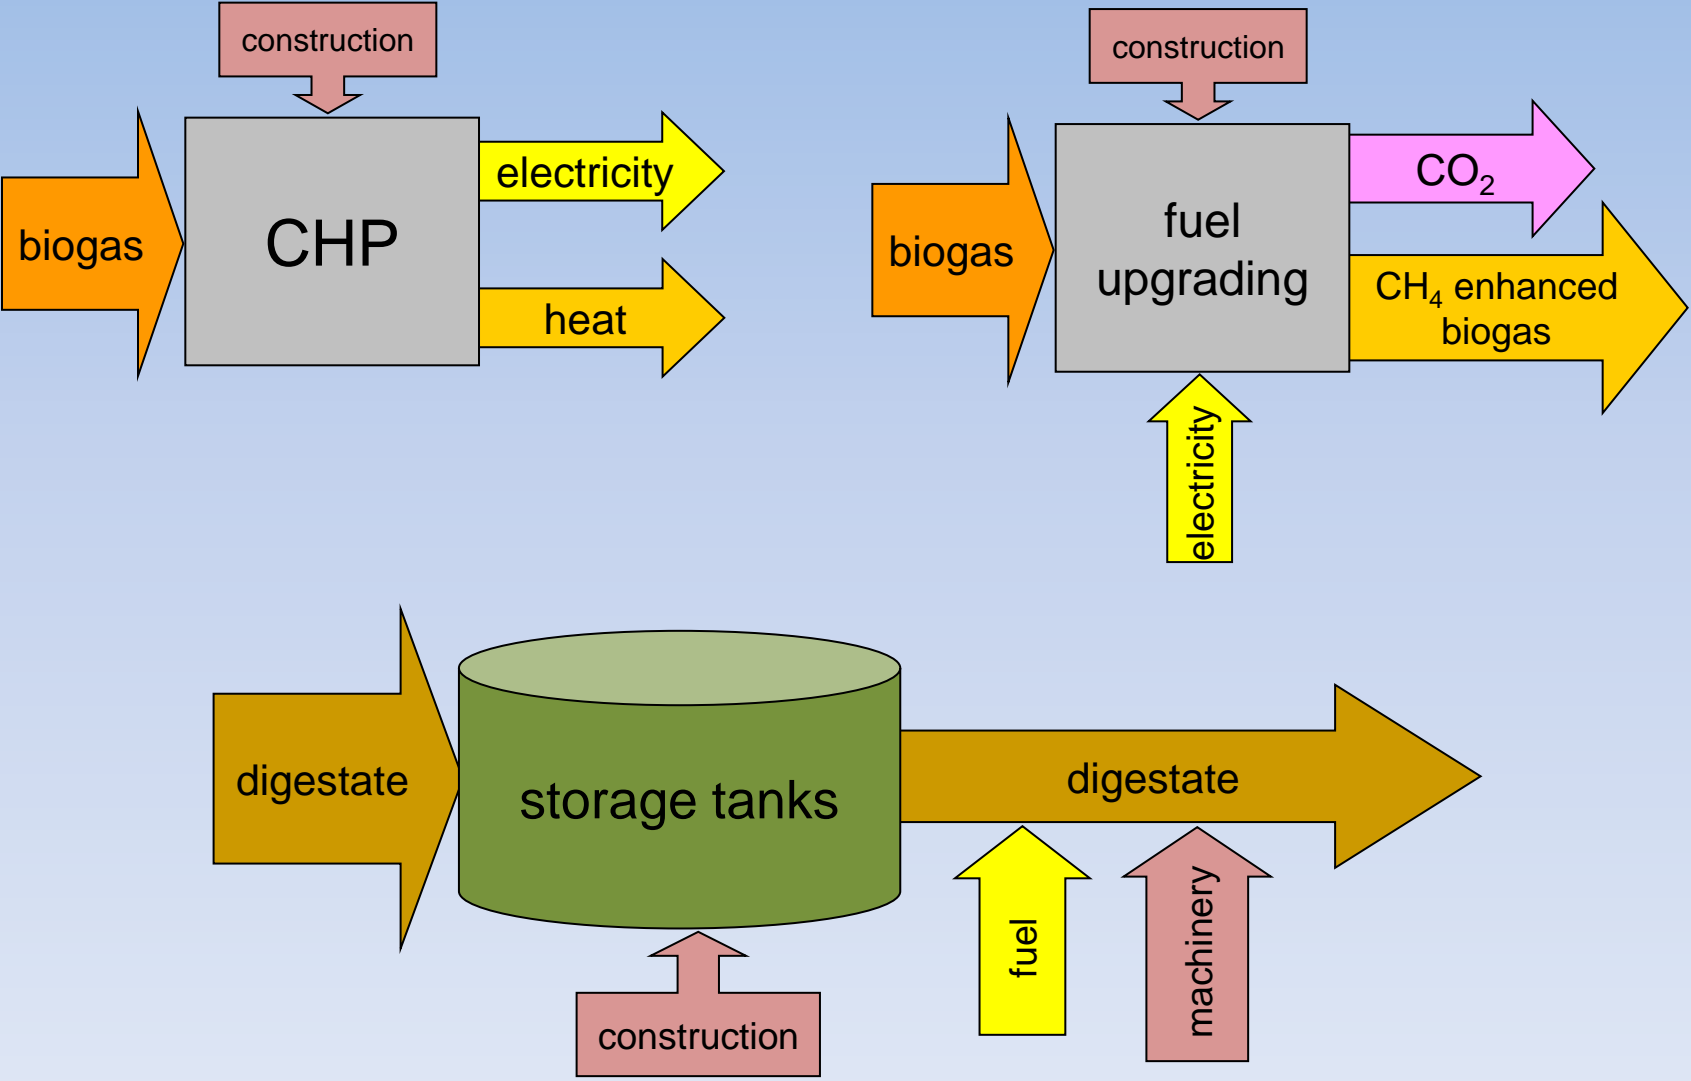 construction
biogas
CHP
electricity
heat
construction
biogas
fuel
upgrading
CO₂
CH₄ enhanced
biogas
electricity
digestate
storage tanks
digestate
construction
fuel
machinery